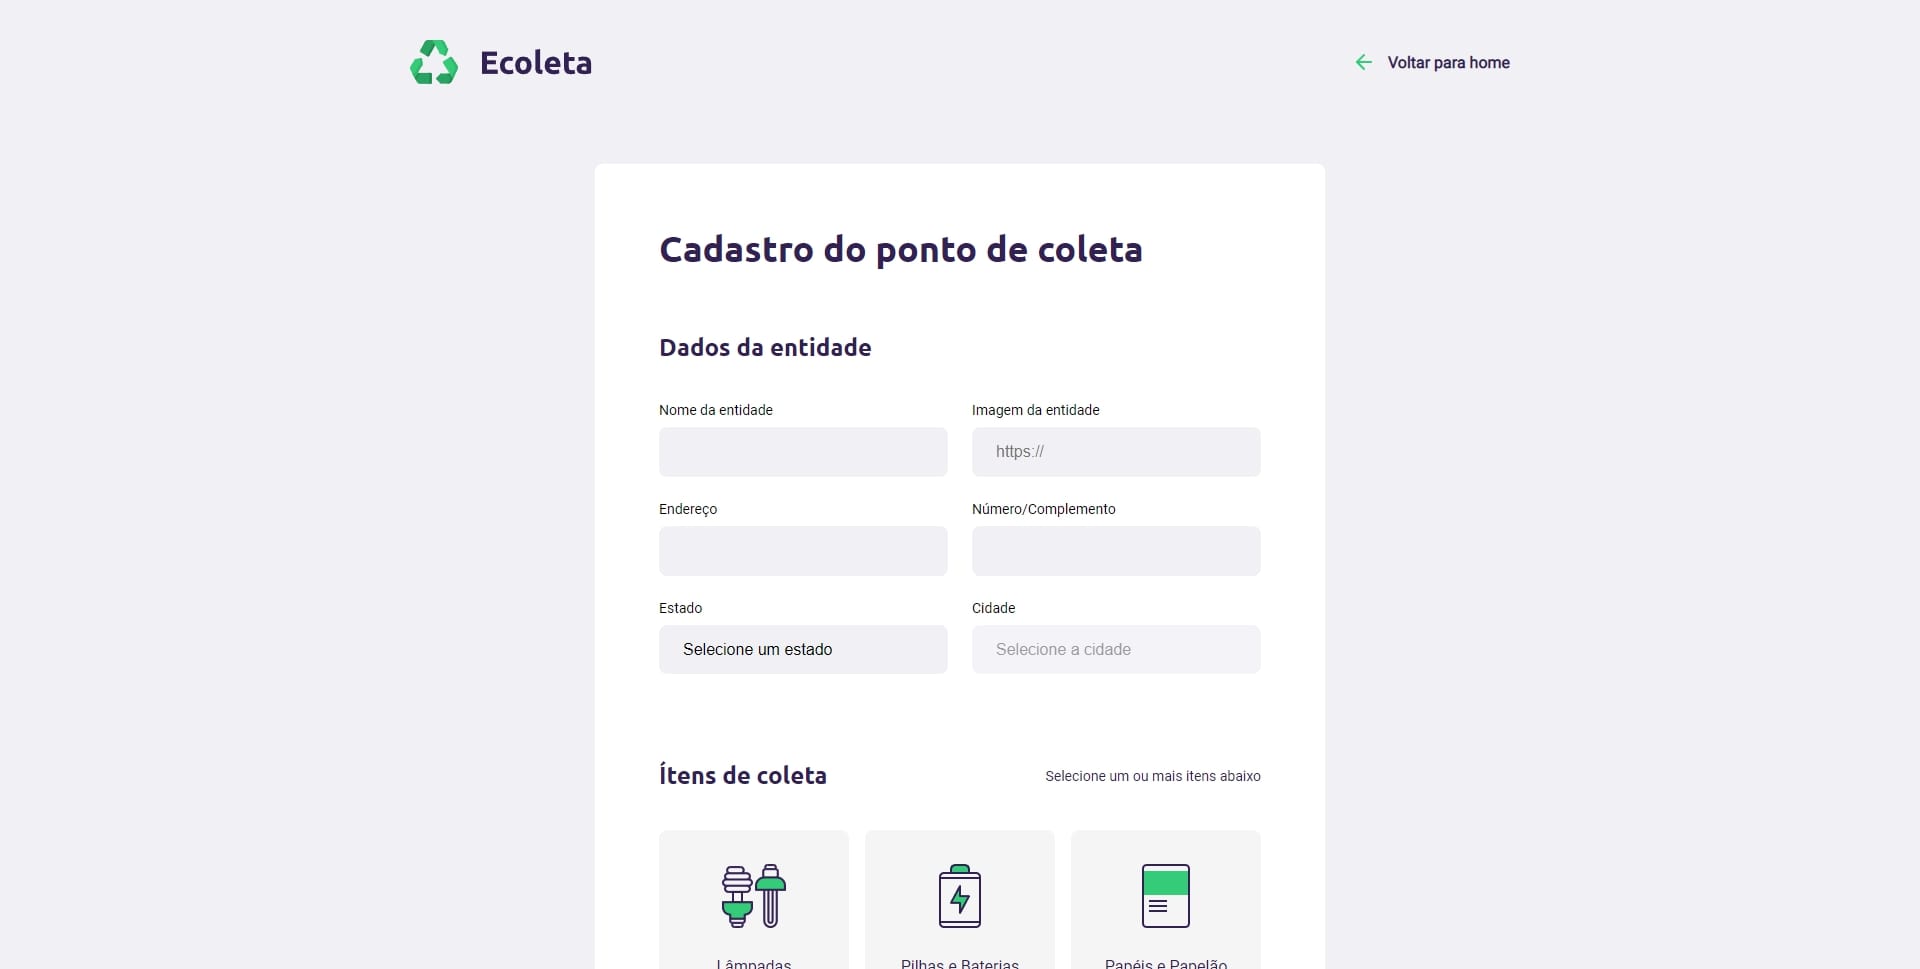 Ecoleta
Voltar para home
Cadastro do ponto de coleta
Dados da entidade
Nome da entidade
Imagem da entidade
https://
Endereço
Número/Complemento
Estado
Cidade
Selecione um estado
Selecione a cidade
Ítens de coleta
Selecione um ou mais itens abaixo
Lâmpadas
Pilhas e Baterias
Papéis e Papelão